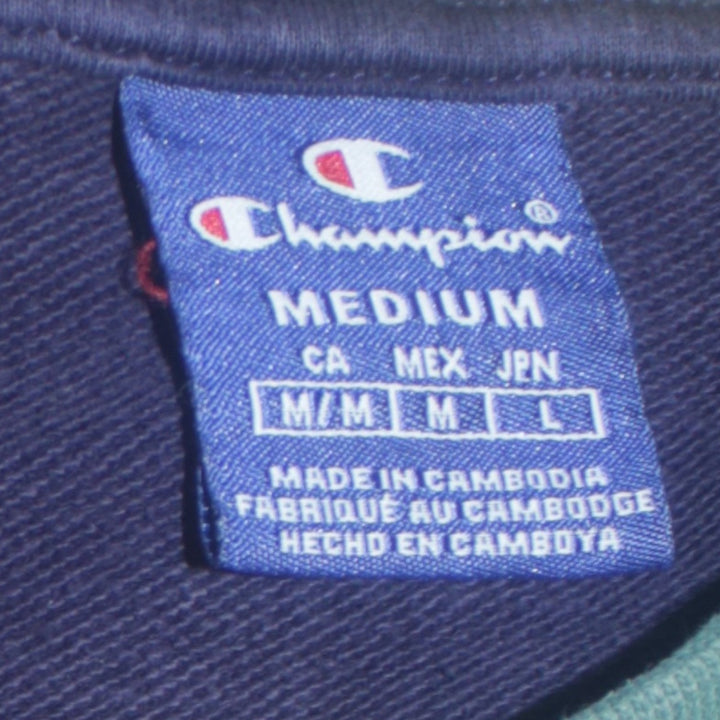 Champion®
MEDIUM
CA MEX JPN
M/M M L
MADE IN CAMBODIA
FABRIQUÉ AU CAMBODGE
HECHO EN CAMBOYA